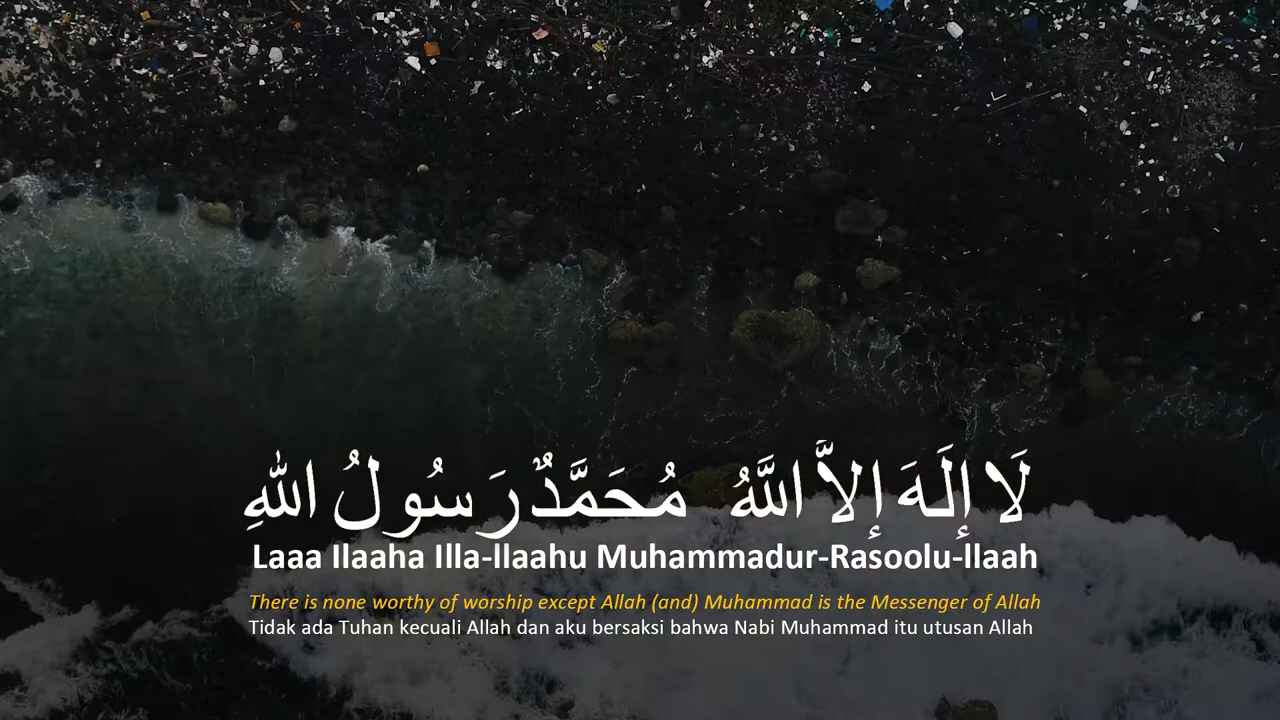 لَا إِلَهَ إِلاَّ اللَّهُ مُحَمَّدٌ رَسُولُ اللهِ
Laaa Ilaaha Illa-llaahu Muhammadur-Rasoolu-llaah
There is none worthy of worship except Allah (and) Muhammad is the Messenger of Allah
Tidak ada Tuhan kecuali Allah dan aku bersaksi bahwa Nabi Muhammad itu utusan Allah